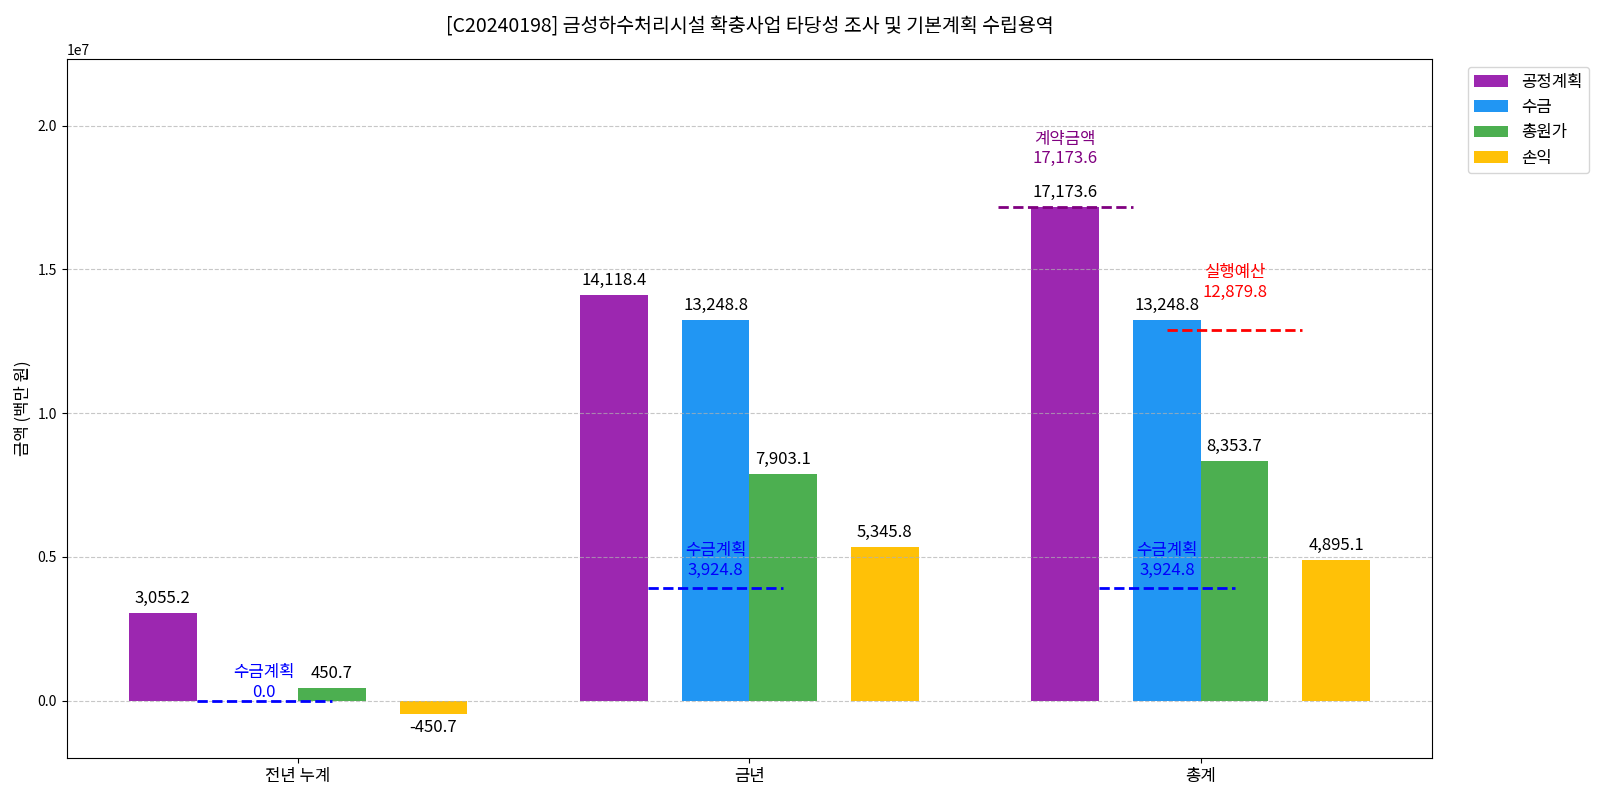 [C20240198] 금성하수처리시설 확충사업 타당성 조사 및 기본계획 수립용역
1e7
금액 (백만 원)
2.0
1.5
1.0
0.5
0.0
3,055.2
수금계획
0.0
450.7
-450.7
14,118.4
13,248.8
수금계획
3,924.8
7,903.1
5,345.8
계약금액
17,173.6
17,173.6
13,248.8
수금계획
3,924.8
실행예산
12,879.8
8,353.7
4,895.1
전년 누계
금년
총계
공정계획
수금
총원가
손익